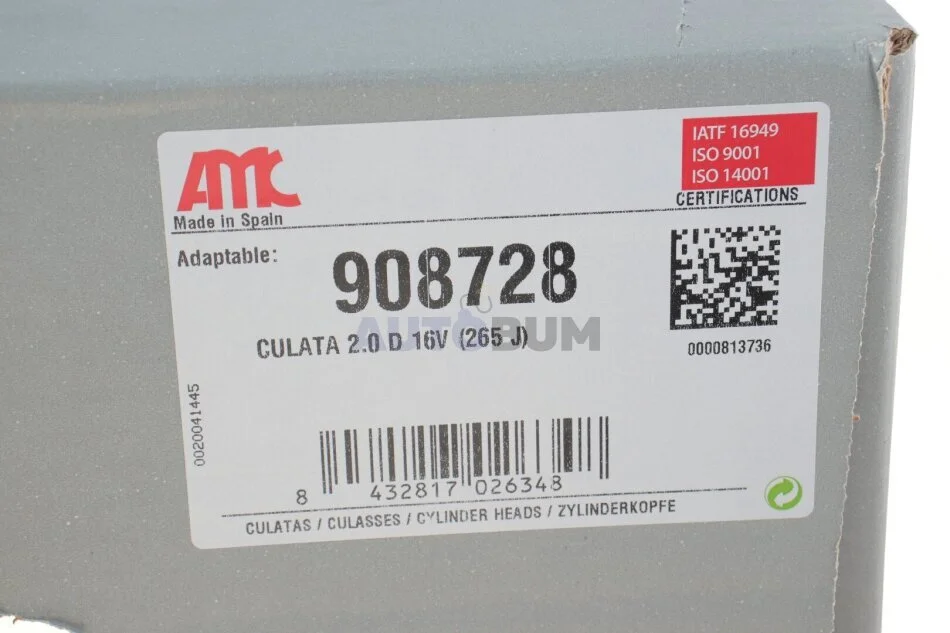 AMC
Made in Spain
IATF 16949
ISO 9001
ISO 14001
CERTIFICATIONS
Adaptable:
908728
AUTOBUM
CULATA 2.0 D 16V (265 J)
0000813736
0020041445
8 432817 026348
CULATAS / CULASSES / CYLINDER HEADS / ZYLINDERKOPFE